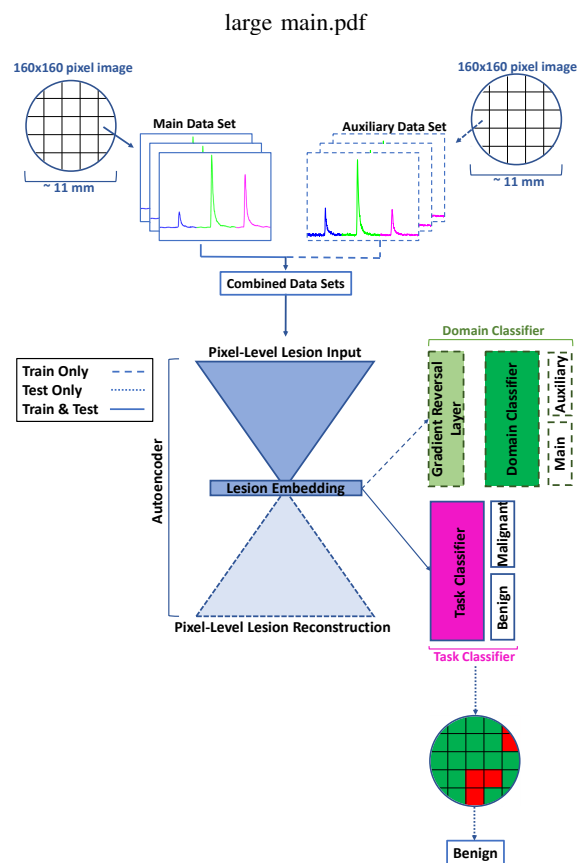 large main.pdf
160x160 pixel image
160x160 pixel image
Main Data Set
Auxiliary Data Set
~ 11 mm
~ 11 mm
Combined Data Sets
Domain Classifier
Train Only
Test Only
Train & Test
Pixel-Level Lesion Input
Autoencoder
Lesion Embedding
Pixel-Level Lesion Reconstruction
Gradient Reversal
Layer
Domain Classifier
Auxiliary
Main
Task Classifier
Malignant
Benign
Task Classifier
Benign